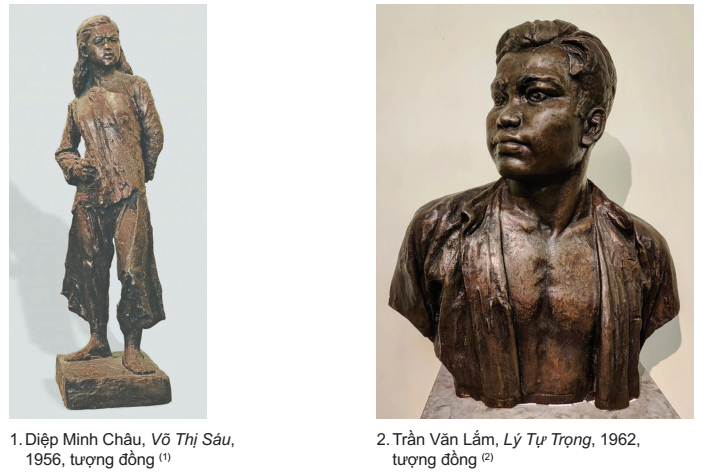 1. Diệp Minh Châu, Võ Thị Sáu,
1956, tượng đồng (1)
2. Trần Văn Lắm, Lý Tự Trọng, 1962,
tượng đồng (2)